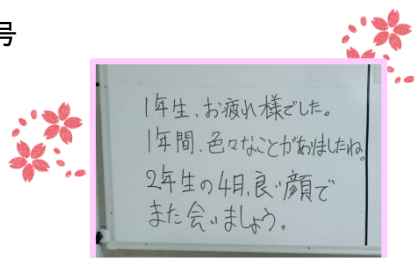 号
1年生、お疲れ様でした。
1年間、色々なことがありましたね。
2年生の4月、良い顔で
また会いましょう。